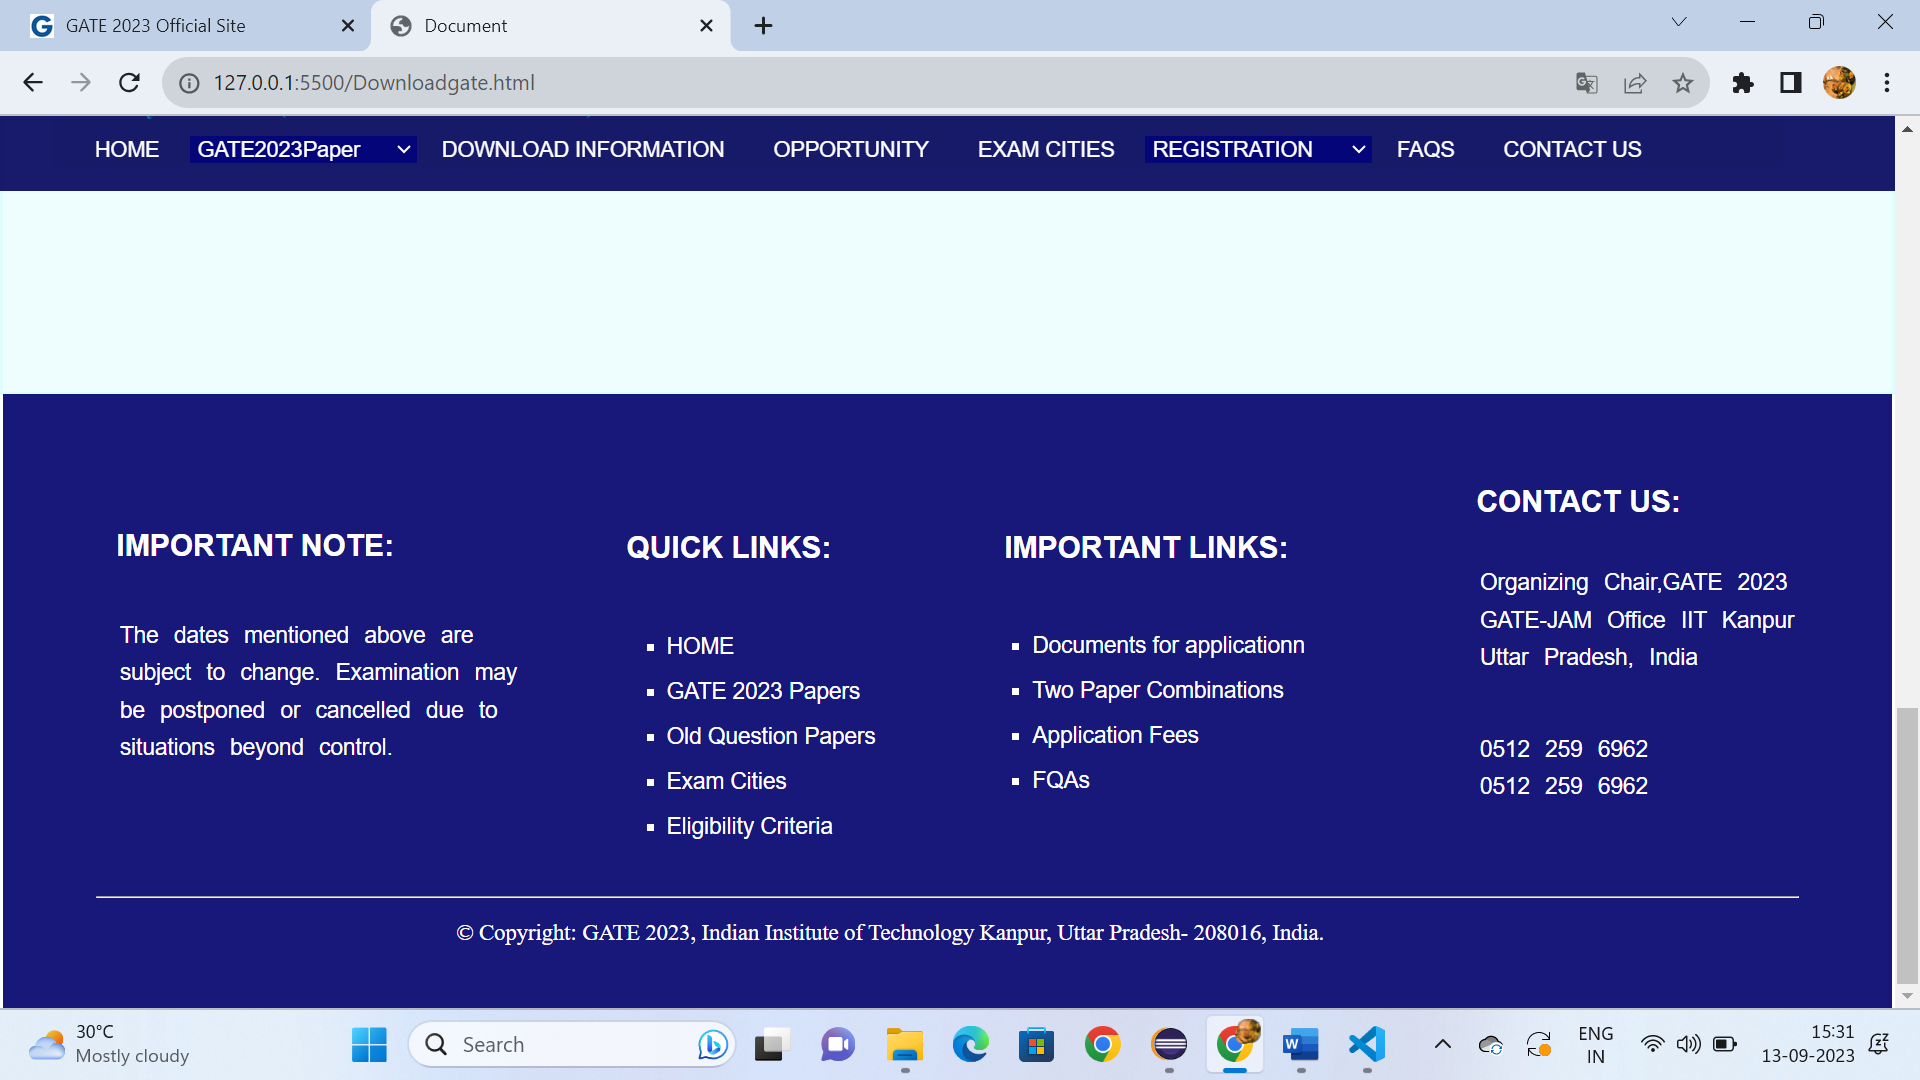 GATE 2023 Official Site
Document
127.0.0.1:5500/Downloadgate.html
HOME
GATE2023Paper
DOWNLOAD INFORMATION
OPPORTUNITY
EXAM CITIES
REGISTRATION
FAQS
CONTACT US
IMPORTANT NOTE:
The dates mentioned above are
subject to change. Examination may
be postponed or cancelled due to
situations beyond control.
QUICK LINKS:
HOME
GATE 2023 Papers
Old Question Papers
Exam Cities
Eligibility Criteria
IMPORTANT LINKS:
Documents for applicationn
Two Paper Combinations
Application Fees
FQAs
CONTACT US:
Organizing Chair,GATE 2023
GATE-JAM Office IIT Kanpur
Uttar Pradesh, India
0512 259 6962
0512 259 6962
© Copyright: GATE 2023, Indian Institute of Technology Kanpur, Uttar Pradesh- 208016, India.
30°C
Mostly cloudy
Search
ENG
IN
15:31
13-09-2023